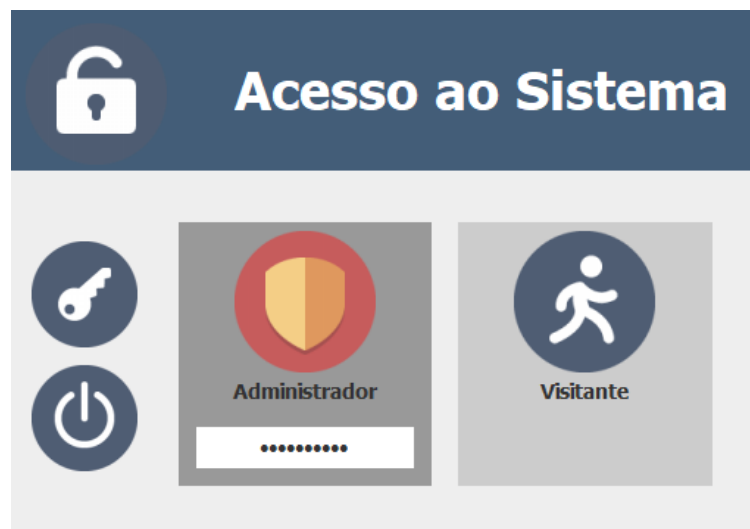 Acesso ao Sistema
Administrador
Visitante
••••••••••